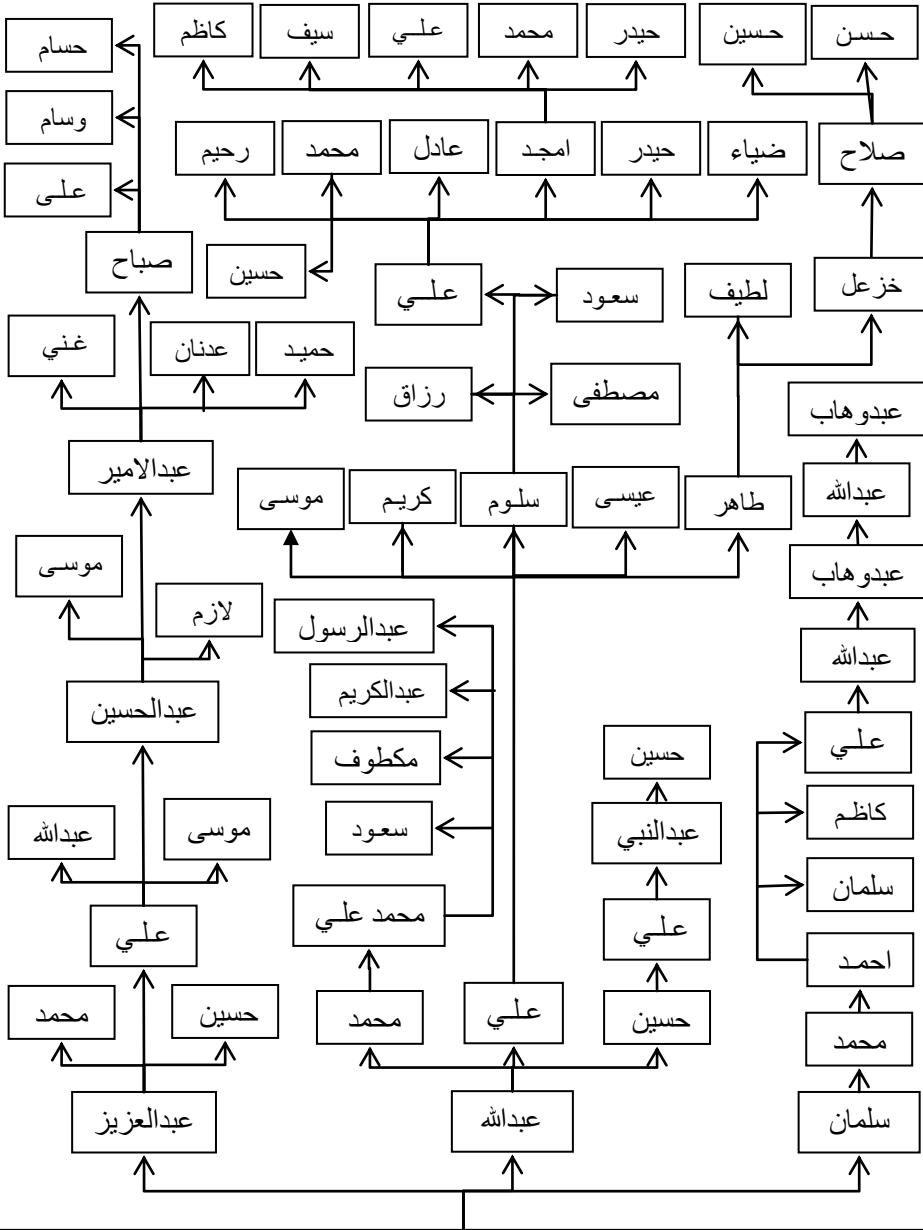 حسن
حسين
حيدر
محمد
علي
سيف
كاظم
حسام
وسام
علي
صلاح
ضياء
حيدر
امجد
عادل
محمد
رحيم
صباح
حسين
علي
سعود
لطيف
خزعل
حميد
عدنان
غني
رزاق
مصطفى
عبدوهاب
عبدالامير
موسى
كريم
سلوم
عيسى
طاهر
عبدالله
عبدوهاب
موسى
لازم
عبدالرسول
عبدالله
عبدالحسين
عبدالكريم
علي
مكطوف
حسين
كاظم
عبدالله
موسى
سعود
عبدالنبي
سلمان
علي
محمد علي
علي
احمد
محمد
حسين
محمد
علي
حسين
محمد
عبدالعزيز
عبدالله
سلمان